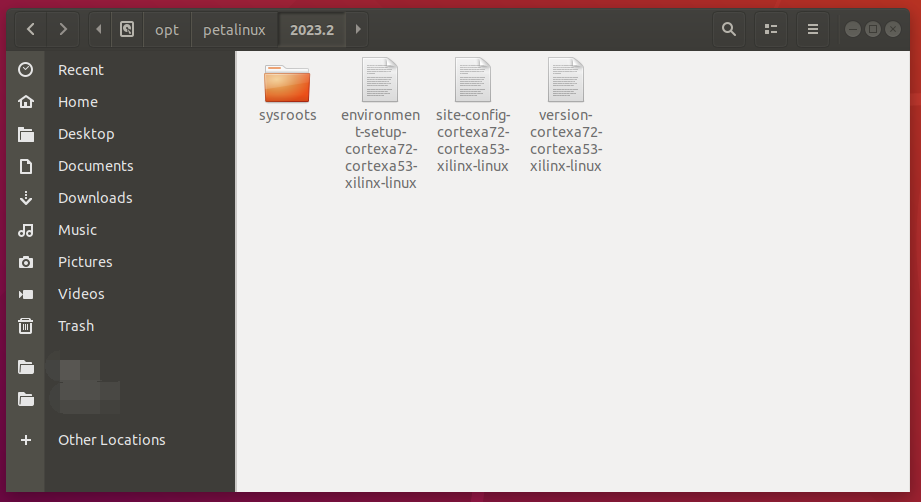 opt petalinux 2023.2
Recent
Home
Desktop
Documents
Downloads
Music
Pictures
Videos
Trash
Other Locations
sysroots
environmen
t-setup-
cortexa72-
cortexa53-
xilinx-linux
site-config-
cortexa72-
cortexa53-
xilinx-linux
version-
cortexa72-
cortexa53-
xilinx-linux